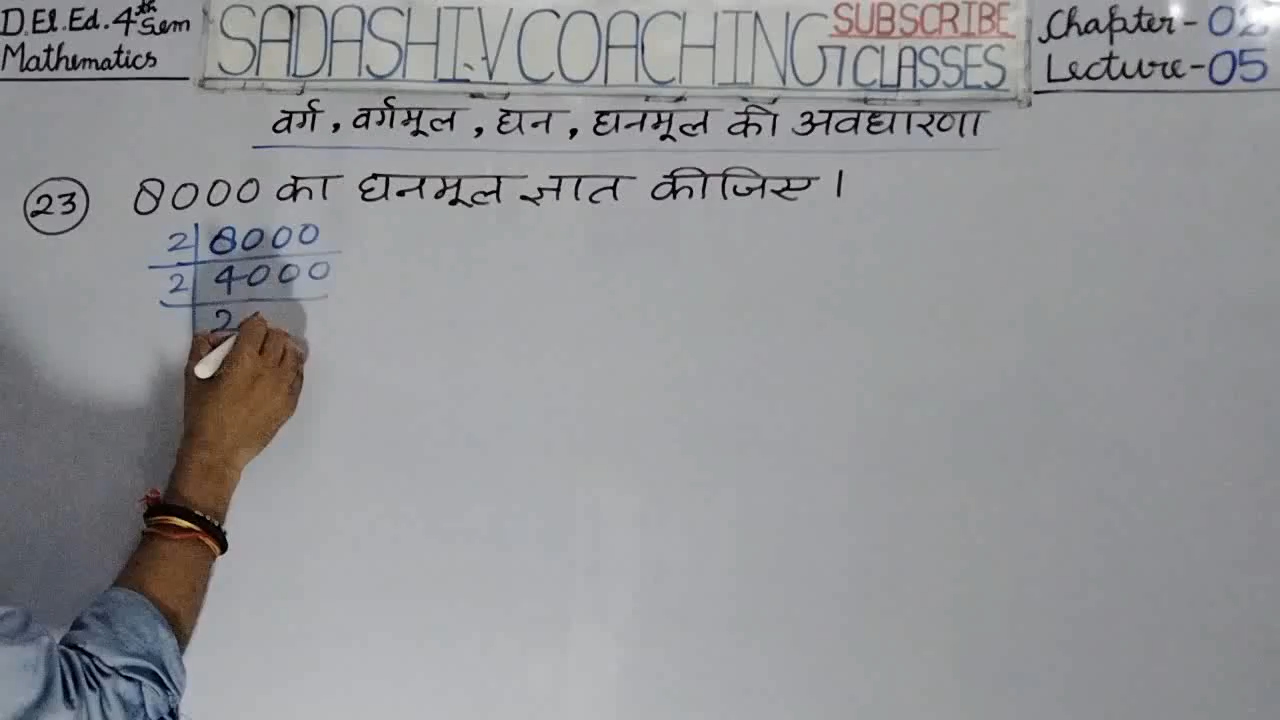 D.El.Ed. 4th Sem
Mathematics
SADASHIV COACHING CLASSES
SUBSCRIBE
Chapter - 02
Lecture - 05
वर्ग, वर्गमूल, घन, घनमूल की अवधारणा
23 8000 का घनमूल ज्ञात कीजिए।
2 8000
2 4000
2